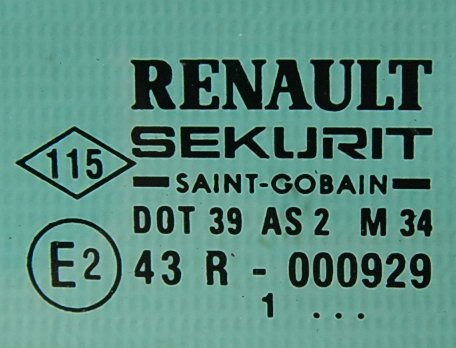 RENAULT
SEKURIT
115
SAINT-GOBAIN
DOT 39 AS 2 M 34
E2 43 R - 000929
1 ...